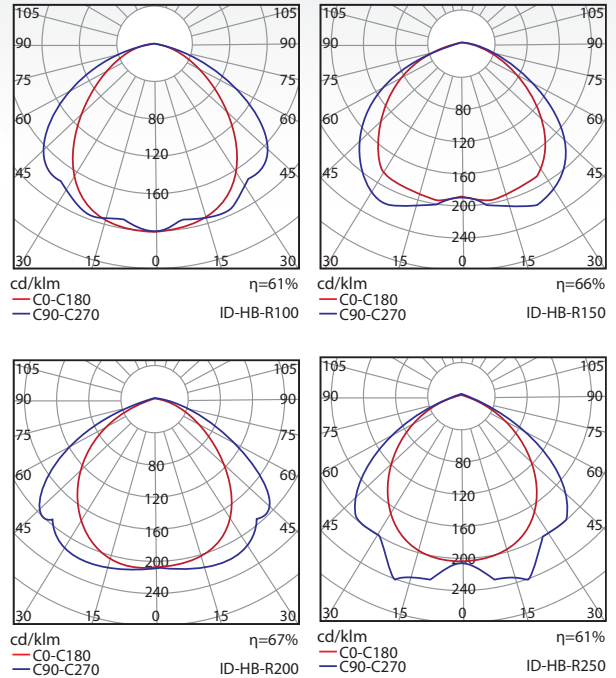 105 105
90 90
75 75
60 60
45 45
80
120
160
30 15 0 15 30
cd/klm η=61%
C0-C180
C90-C270 ID-HB-R100
105 105
90 90
75 75
60 60
45 45
80
120
160
200
240
30 15 0 15 30
cd/klm η=66%
C0-C180
C90-C270 ID-HB-R150
105 105
90 90
75 75
60 60
45 45
80
120
160
200
240
30 15 0 15 30
cd/klm η=67%
C0-C180
C90-C270 ID-HB-R200
105 105
90 90
75 75
60 60
45 45
80
120
160
200
240
30 15 0 15 30
cd/klm η=61%
C0-C180
C90-C270 ID-HB-R250